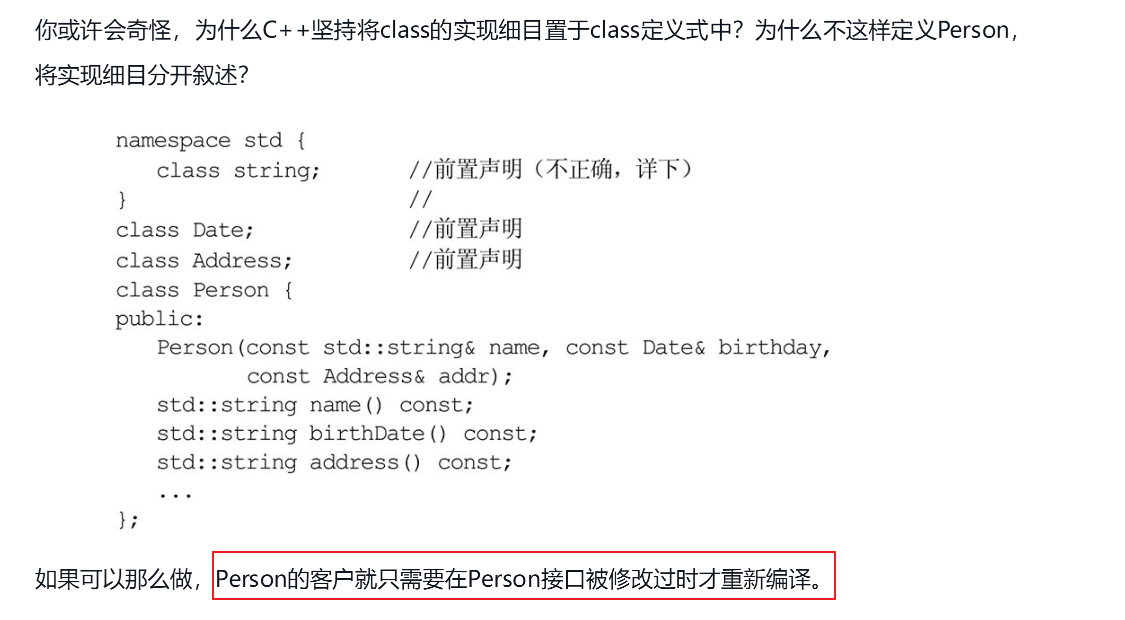 你或许会奇怪，为什么C++坚持将class的实现细目置于class定义式中？为什么不这样定义Person，
将实现细目分开叙述？
namespace std {
class string; //前置声明（不正确，详下）
} //
class Date; //前置声明
class Address; //前置声明
class Person {
public:
Person(const std::string& name, const Date& birthday,
const Address& addr);
std::string name() const;
std::string birthDate() const;
std::string address() const;
...
};
如果可以那么做，Person的客户就只需要在Person接口被修改过时才重新编译。